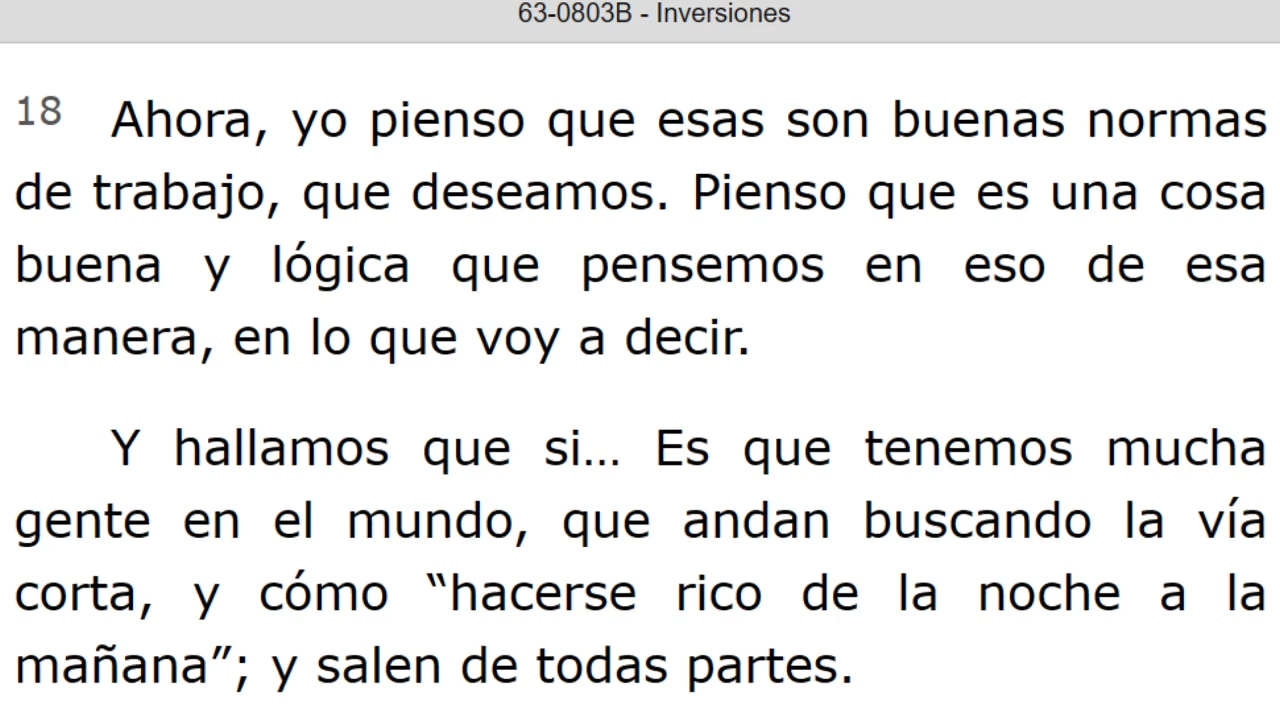 63-0803B - Inversiones
18 Ahora, yo pienso que esas son buenas normas
de trabajo, que deseamos. Pienso que es una cosa
buena y lógica que pensemos en eso de esa
manera, en lo que voy a decir.
Y hallamos que si… Es que tenemos mucha
gente en el mundo, que andan buscando la vía
corta, y cómo “hacerse rico de la noche a la
mañana”; y salen de todas partes.